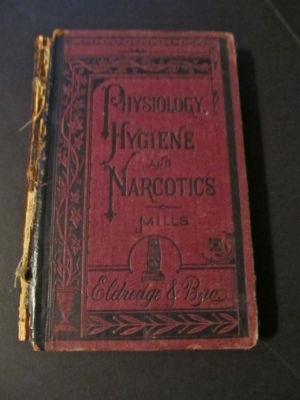 PHYSIOLOGY,
HYGIENE
AND
NARCOTICS
MILLS
Eldredge & Bro.